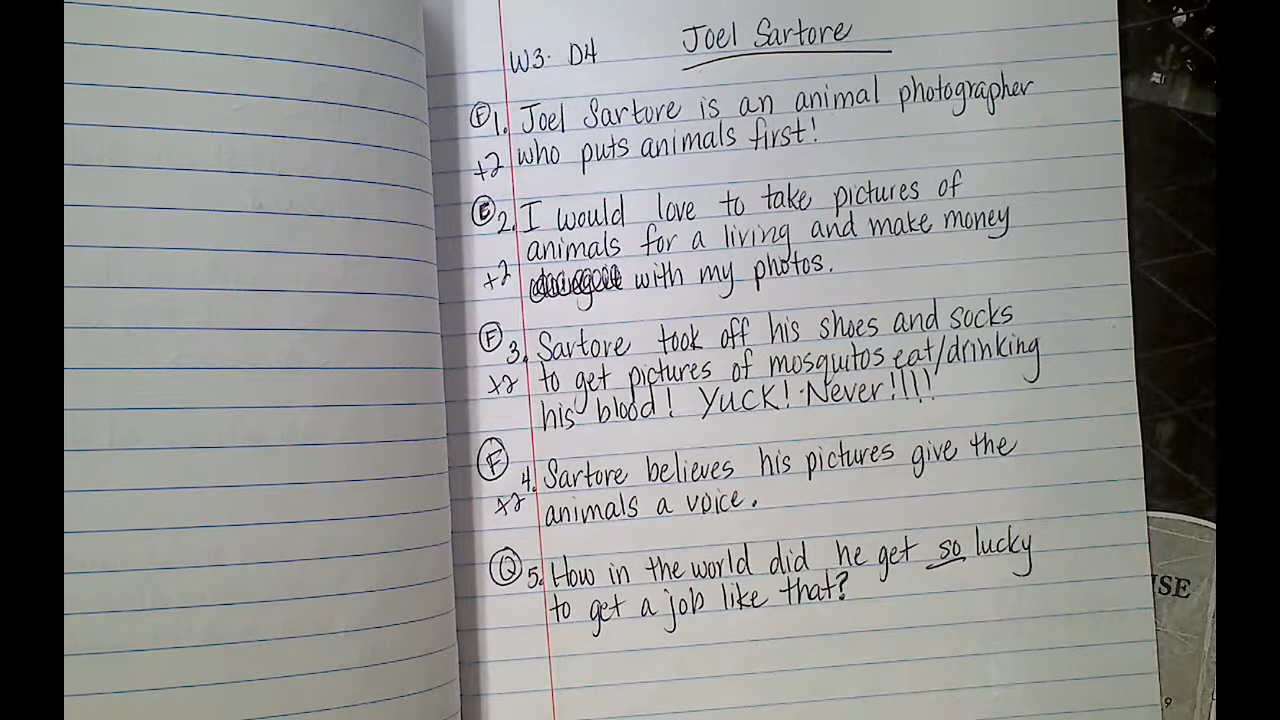 W3. D4 Joel Sartore
Ⓕ 1. Joel Sartore is an animal photographer
+2 who puts animals first!
Ⓔ 2. I would love to take pictures of
animals for a living and make money
+2 with my photos.
Ⓕ 3. Sartore took off his shoes and socks
+2 to get pictures of mosquitos eat/drinking
his blood! YUCK! Never!!!!
Ⓕ 4. Sartore believes his pictures give the
+2 animals a voice.
Ⓠ 5. How in the world did he get so lucky
to get a job like that?
ISE
9